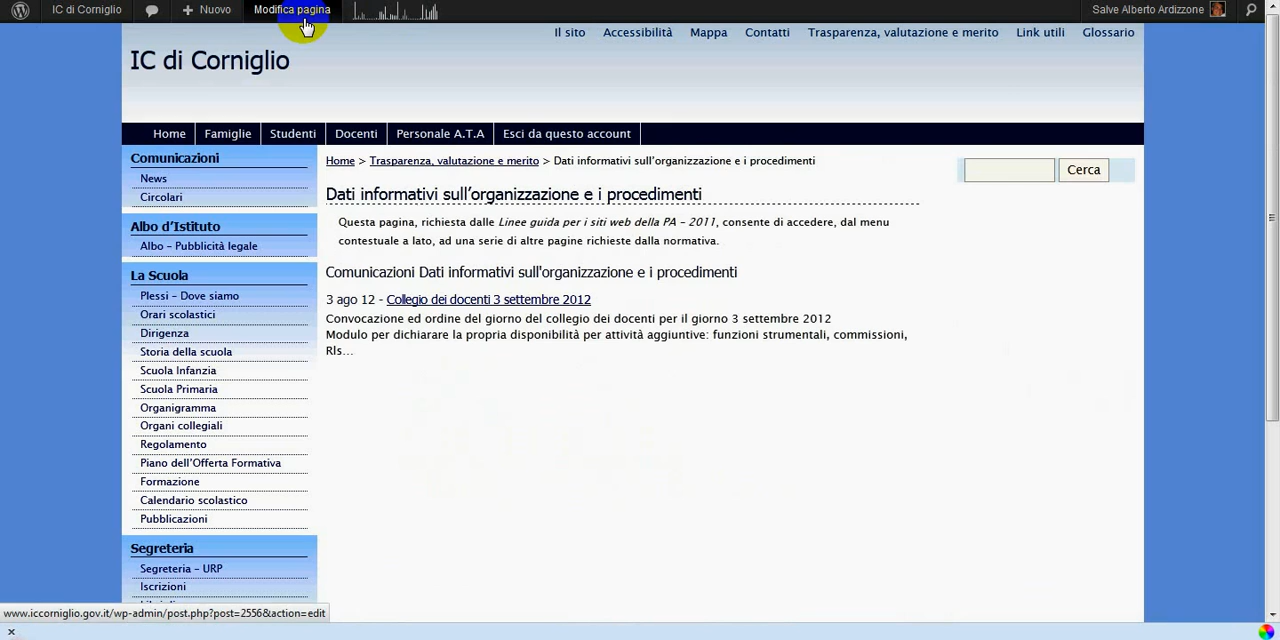 IC di Corniglio Nuovo Modifica pagina Salve Alberto Ardizzone
Il sito Accessibilità Mappa Contatti Trasparenza, valutazione e merito Link utili Glossario
IC di Corniglio
Home Famiglie Studenti Docenti Personale A.T.A Esci da questo account
Comunicazioni
News
Circolari
Albo d’Istituto
Albo – Pubblicità legale
La Scuola
Plessi – Dove siamo
Orari scolastici
Dirigenza
Storia della scuola
Scuola Infanzia
Scuola Primaria
Organigramma
Organi collegiali
Regolamento
Piano dell’Offerta Formativa
Formazione
Calendario scolastico
Pubblicazioni
Segreteria
Segreteria – URP
Iscrizioni
Home > Trasparenza, valutazione e merito > Dati informativi sull’organizzazione e i procedimenti
Dati informativi sull’organizzazione e i procedimenti
Questa pagina, richiesta dalle Linee guida per i siti web della PA – 2011, consente di accedere, dal menu
contestuale a lato, ad una serie di altre pagine richieste dalla normativa.
Comunicazioni Dati informativi sull'organizzazione e i procedimenti
3 ago 12 - Collegio dei docenti 3 settembre 2012
Convocazione ed ordine del giorno del collegio dei docenti per il giorno 3 settembre 2012
Modulo per dichiarare la propria disponibilità per attività aggiuntive: funzioni strumentali, commissioni,
Rls...
Cerca
www.iccorniglio.gov.it/wp-admin/post.php?post=2556&action=edit